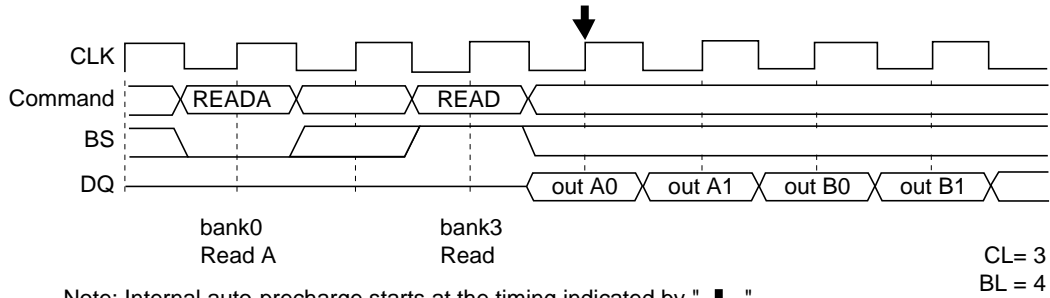 CLK
Command READA READ
BS
DQ out A0 out A1 out B0 out B1
bank0 bank3
Read A Read
CL= 3
BL = 4
Note: Internal auto-precharge starts at the timing indicated by " ".